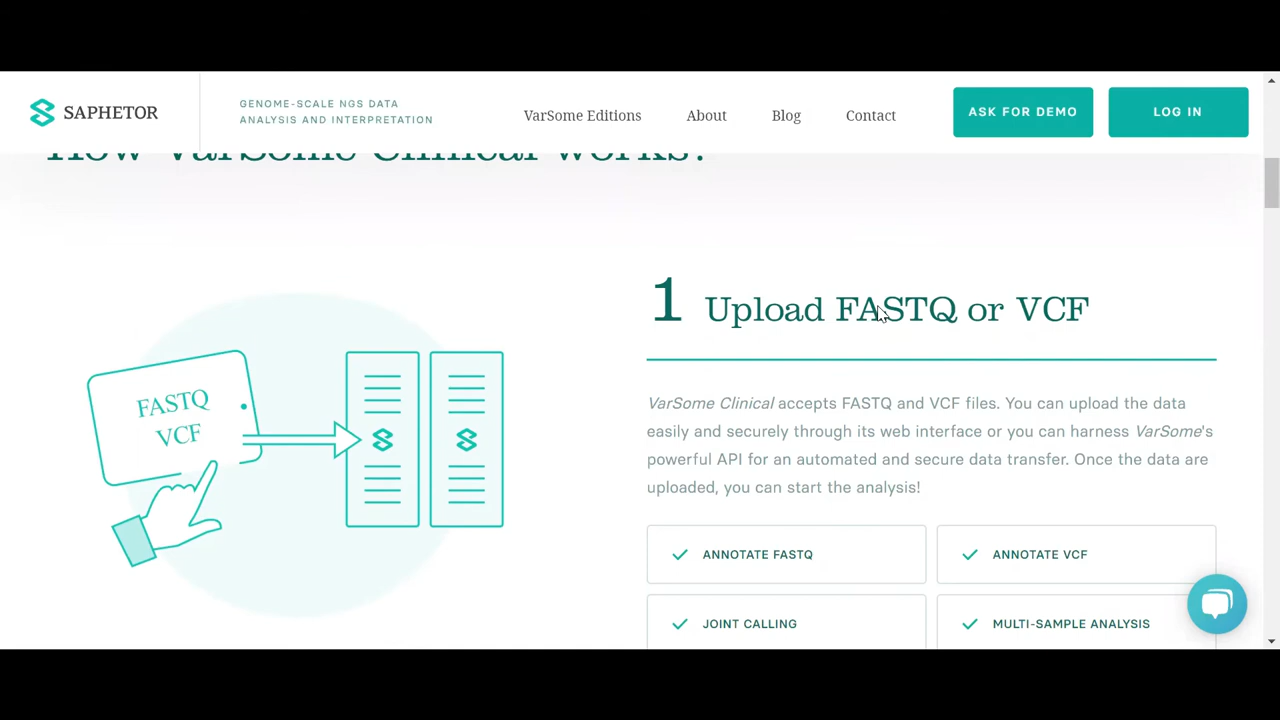 SAPHETOR
GENOME-SCALE NGS DATA
ANALYSIS AND INTERPRETATION
VarSome Editions
About
Blog
Contact
ASK FOR DEMO
LOG IN
How VarSome Clinical works?
1 Upload FASTQ or VCF
FASTQ
VCF
VarSome Clinical accepts FASTQ and VCF files. You can upload the data
easily and securely through its web interface or you can harness VarSome's
powerful API for an automated and secure data transfer. Once the data are
uploaded, you can start the analysis!
ANNOTATE FASTQ
ANNOTATE VCF
JOINT CALLING
MULTI-SAMPLE ANALYSIS